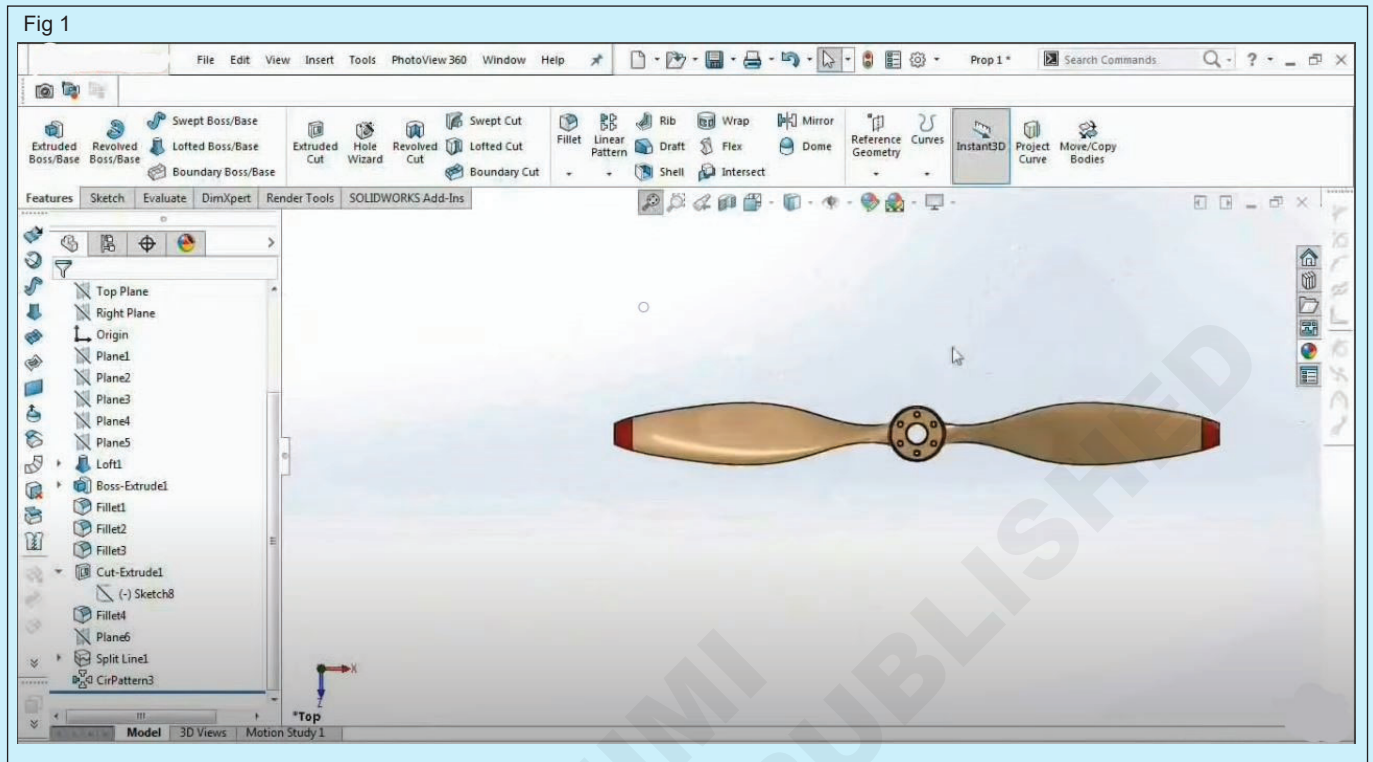 Fig 1
File Edit View Insert Tools PhotoView 360 Window Help Prop 1 * Search Commands ?
Extruded Boss/Base
Revolved Boss/Base
Swept Boss/Base
Lofted Boss/Base
Boundary Boss/Base
Extruded Cut
Hole Wizard
Revolved Cut
Swept Cut
Lofted Cut
Boundary Cut
Fillet
Linear Pattern
Rib
Draft
Shell
Wrap
Flex
Intersect
Mirror
Dome
Reference Geometry
Curves
Instant3D
Project Curve
Move/Copy Bodies
Features Sketch Evaluate DimXpert Render Tools SOLIDWORKS Add-Ins
Top Plane
Right Plane
Origin
Plane1
Plane2
Plane3
Plane4
Plane5
Loft1
Boss-Extrude1
Fillet1
Fillet2
Fillet3
Cut-Extrude1
(-) Sketch8
Fillet4
Plane6
Split Line1
CirPattern3
X
Z
*Top
Model 3D Views Motion Study 1